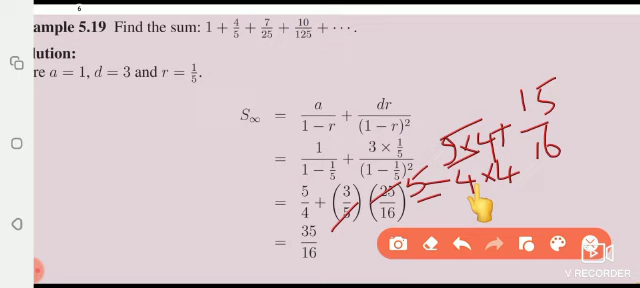 6
ample 5.19 Find the sum: 1 + 4/5 + 7/25 + 10/125 + ···.
lution:
re a = 1, d = 3 and r = 1/5.
S∞ = a/(1 − r) + dr/(1 − r)²
= 1/(1 − 1/5) + (3 × 1/5)/(1 − 1/5)²
= 5/4 + (3/5) (25/16) 5
= 35/16
5×4 + 15
4×4 16
V RECORDER